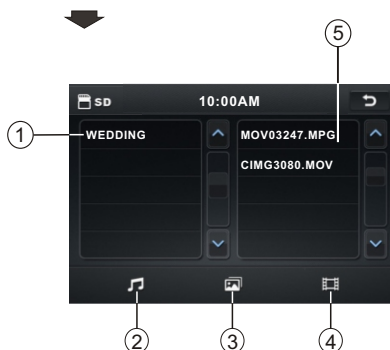 5
SD 10:00AM
1
WEDDING MOV03247.MPG
CIMG3080.MOV
2 3 4